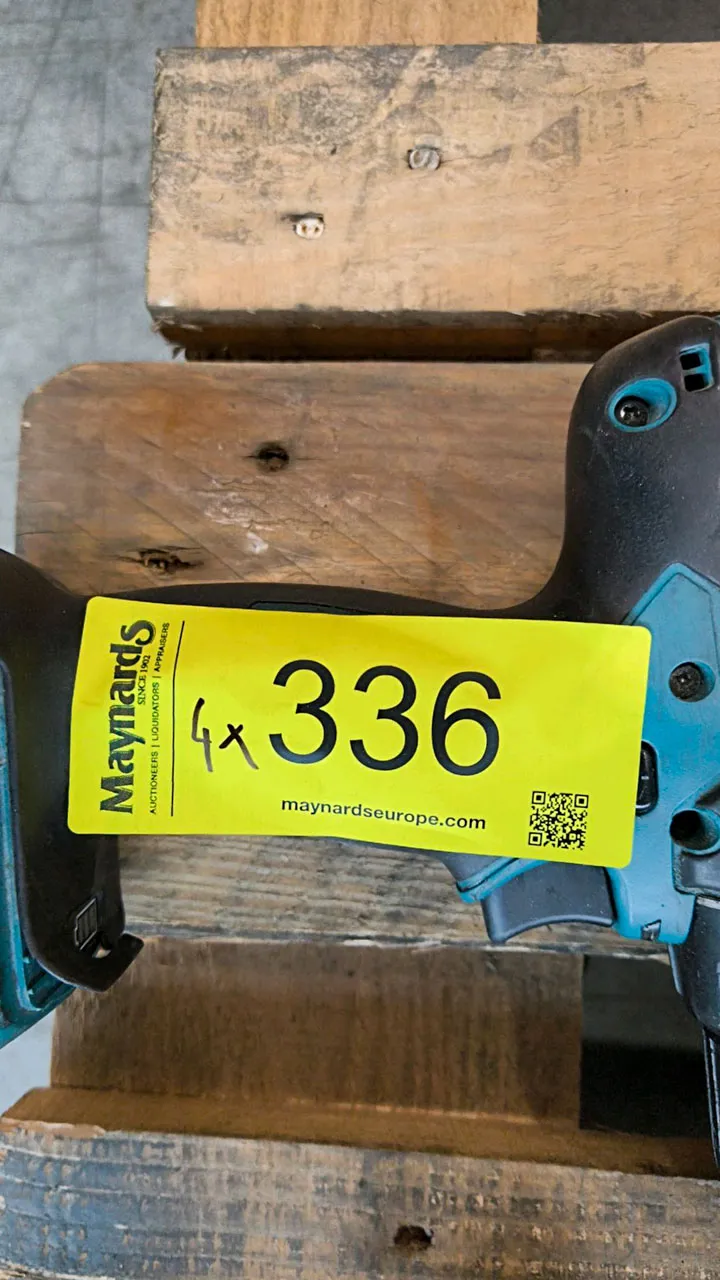 Maynards
SINCE 1902
AUCTIONEERS | LIQUIDATORS | APPRAISERS
4x 336
maynardseurope.com